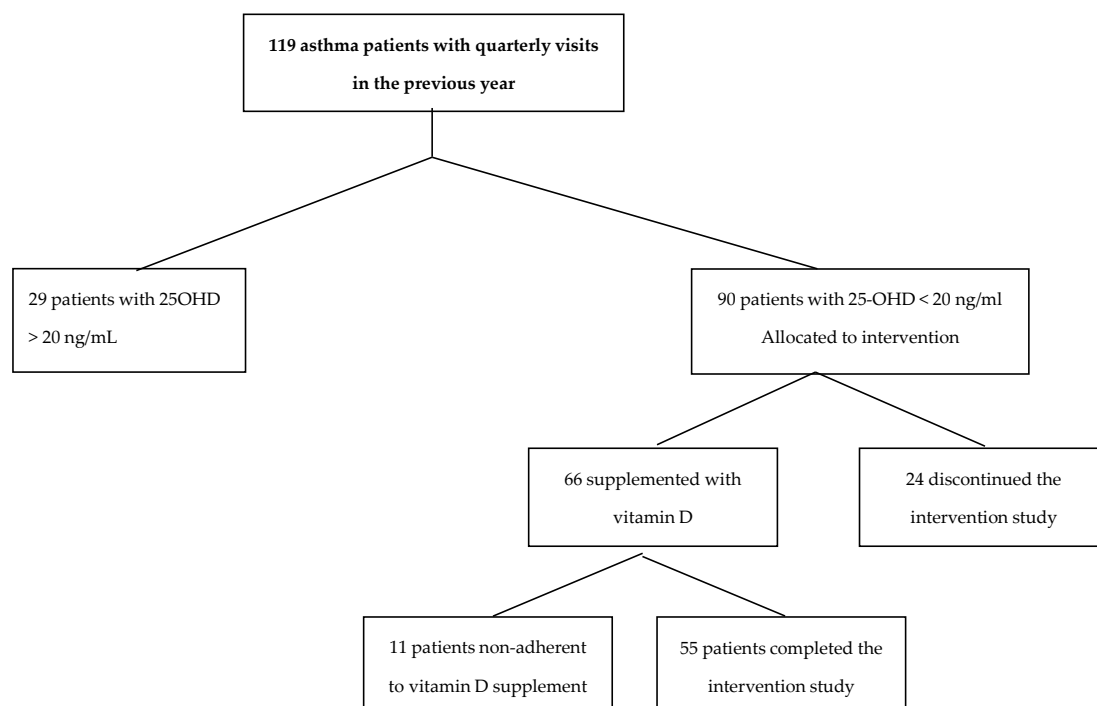 119 asthma patients with quarterly visits
in the previous year
29 patients with 25OHD
> 20 ng/mL
90 patients with 25-OHD < 20 ng/ml
Allocated to intervention
66 supplemented with
vitamin D
24 discontinued the
intervention study
11 patients non-adherent
to vitamin D supplement
55 patients completed the
intervention study